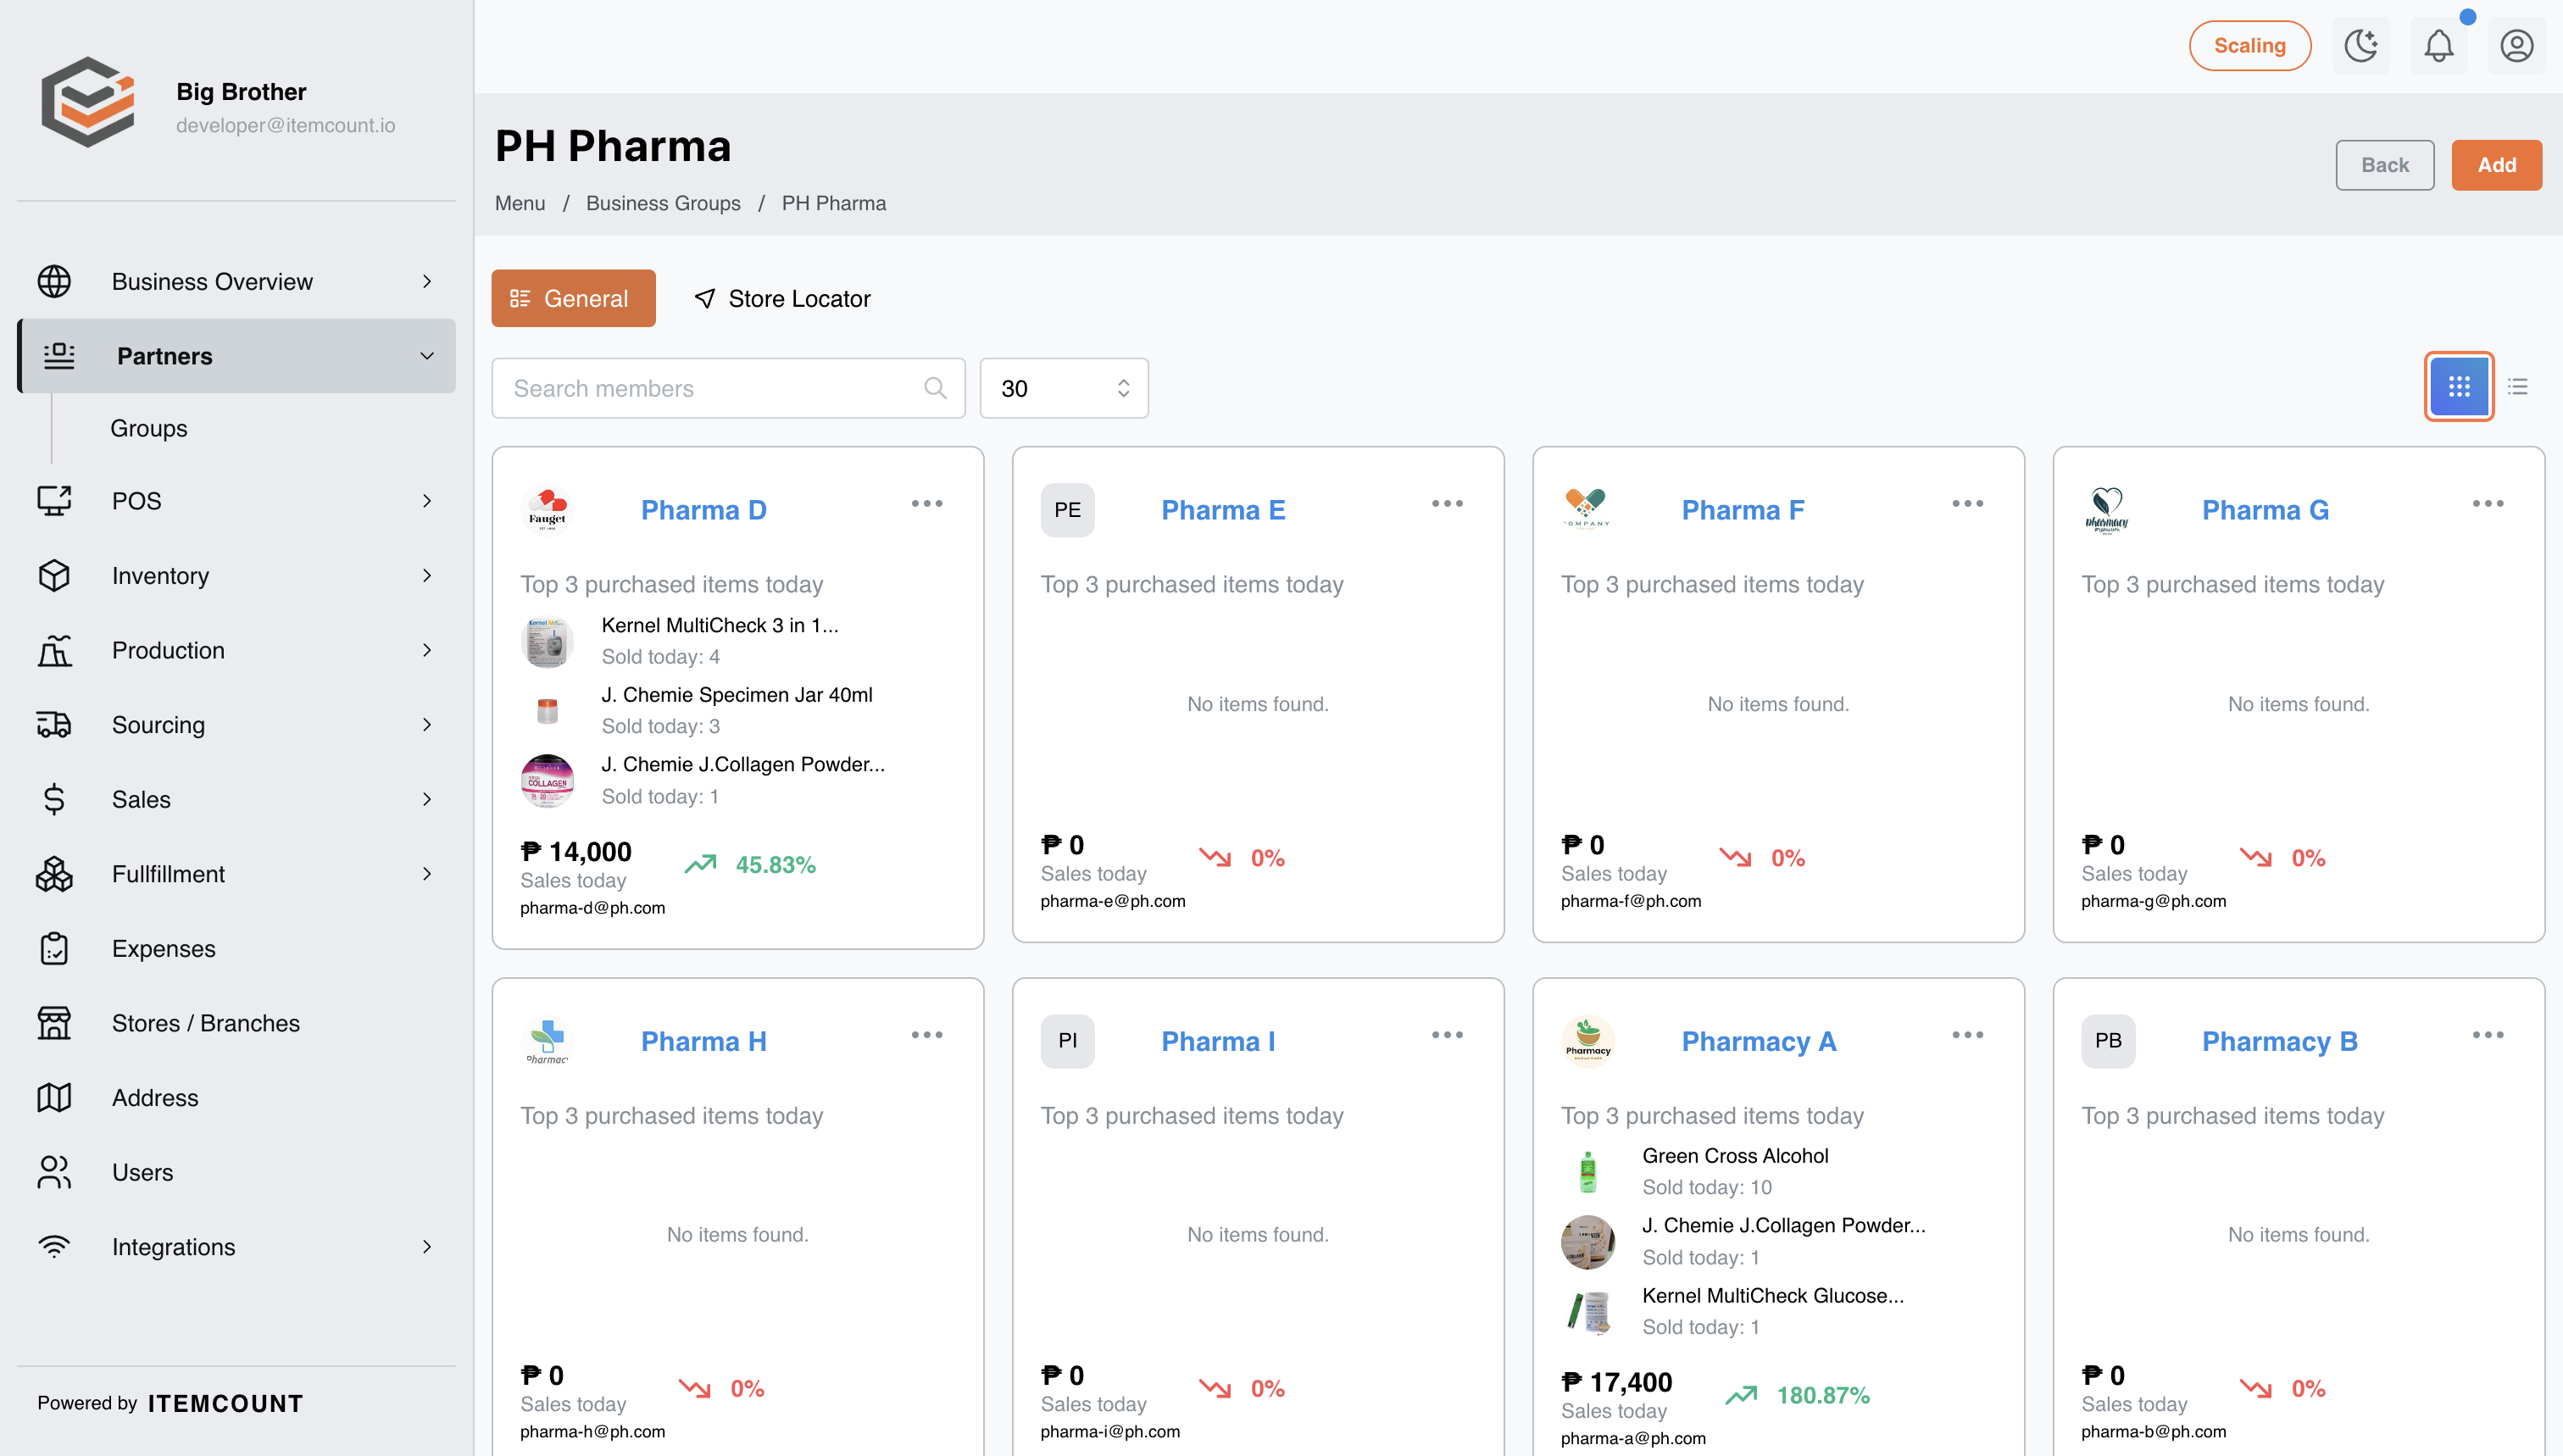 Big Brother
developer@itemcount.io
Business Overview
Partners
Groups
POS
Inventory
Production
Sourcing
Sales
Fullfillment
Expenses
Stores / Branches
Address
Users
Integrations
Powered by ITEMCOUNT
Scaling
PH Pharma
Menu / Business Groups / PH Pharma
Back
Add
General
Store Locator
Search members
30
Fauget
Pharma D
Top 3 purchased items today
Kernel MultiCheck 3 in 1...
Sold today: 4
J. Chemie Specimen Jar 40ml
Sold today: 3
COLLAGEN
J. Chemie J.Collagen Powder...
Sold today: 1
₱ 14,000
45.83%
Sales today
pharma-d@ph.com
PE
Pharma E
Top 3 purchased items today
No items found.
₱ 0
0%
Sales today
pharma-e@ph.com
Pharma F
Top 3 purchased items today
No items found.
₱ 0
0%
Sales today
pharma-f@ph.com
pharmacy
Pharma G
Top 3 purchased items today
No items found.
₱ 0
0%
Sales today
pharma-g@ph.com
Pharma H
Top 3 purchased items today
No items found.
₱ 0
0%
Sales today
pharma-h@ph.com
PI
Pharma I
Top 3 purchased items today
No items found.
₱ 0
0%
Sales today
pharma-i@ph.com
Pharmacy
Pharmacy A
Top 3 purchased items today
Green Cross Alcohol
Sold today: 10
J. Chemie J.Collagen Powder...
Sold today: 1
Kernel MultiCheck Glucose...
Sold today: 1
₱ 17,400
180.87%
Sales today
pharma-a@ph.com
PB
Pharmacy B
Top 3 purchased items today
No items found.
₱ 0
0%
Sales today
pharma-b@ph.com